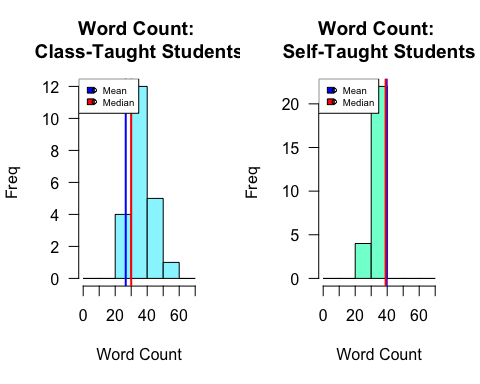 Word Count:
Class-Taught Students
Mean
Median
12
10
8
6
4
2
0
Freq
0 20 40 60
Word Count
Word Count:
Self-Taught Students
Mean
Median
20
15
10
5
0
Freq
0 20 40 60
Word Count